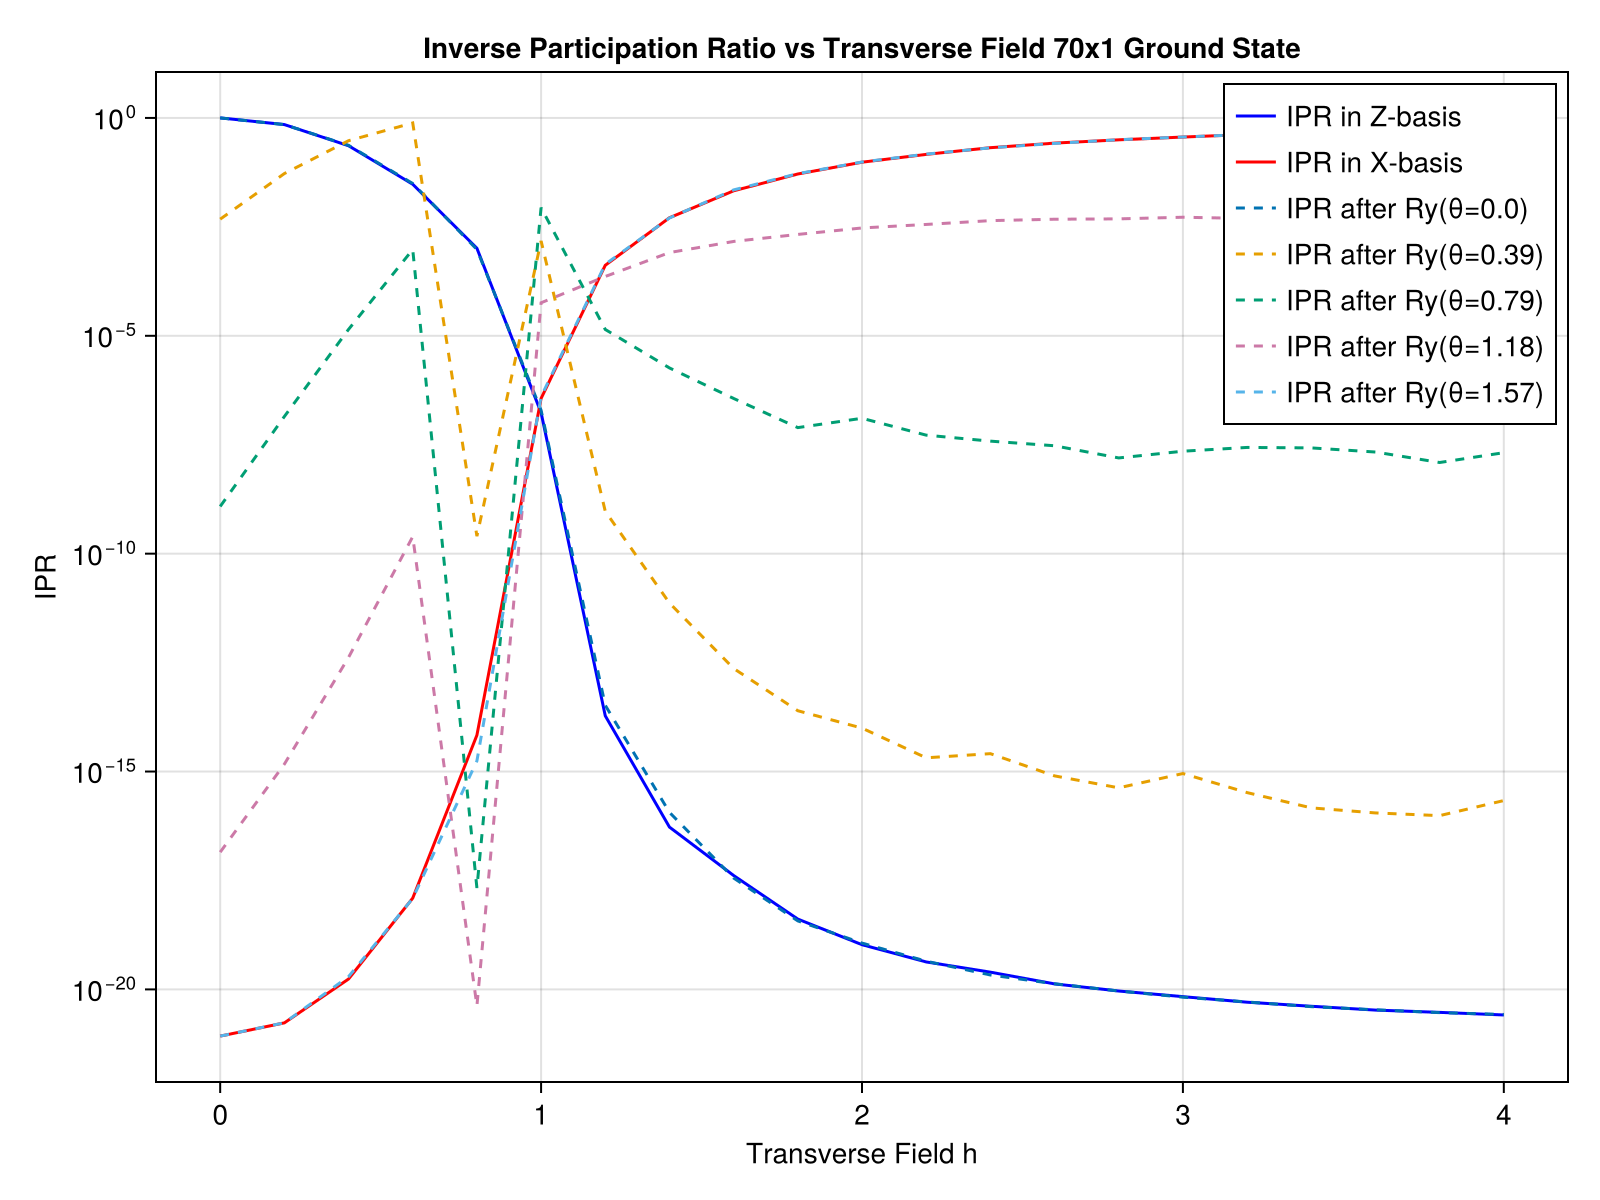 Inverse Participation Ratio vs Transverse Field 70x1 Ground State
IPR in Z-basis
IPR in X-basis
IPR after Ry(θ=0.0)
IPR after Ry(θ=0.39)
IPR after Ry(θ=0.79)
IPR after Ry(θ=1.18)
IPR after Ry(θ=1.57)
IPR
10⁰
10⁻⁵
10⁻¹⁰
10⁻¹⁵
10⁻²⁰
0 1 2 3 4
Transverse Field h